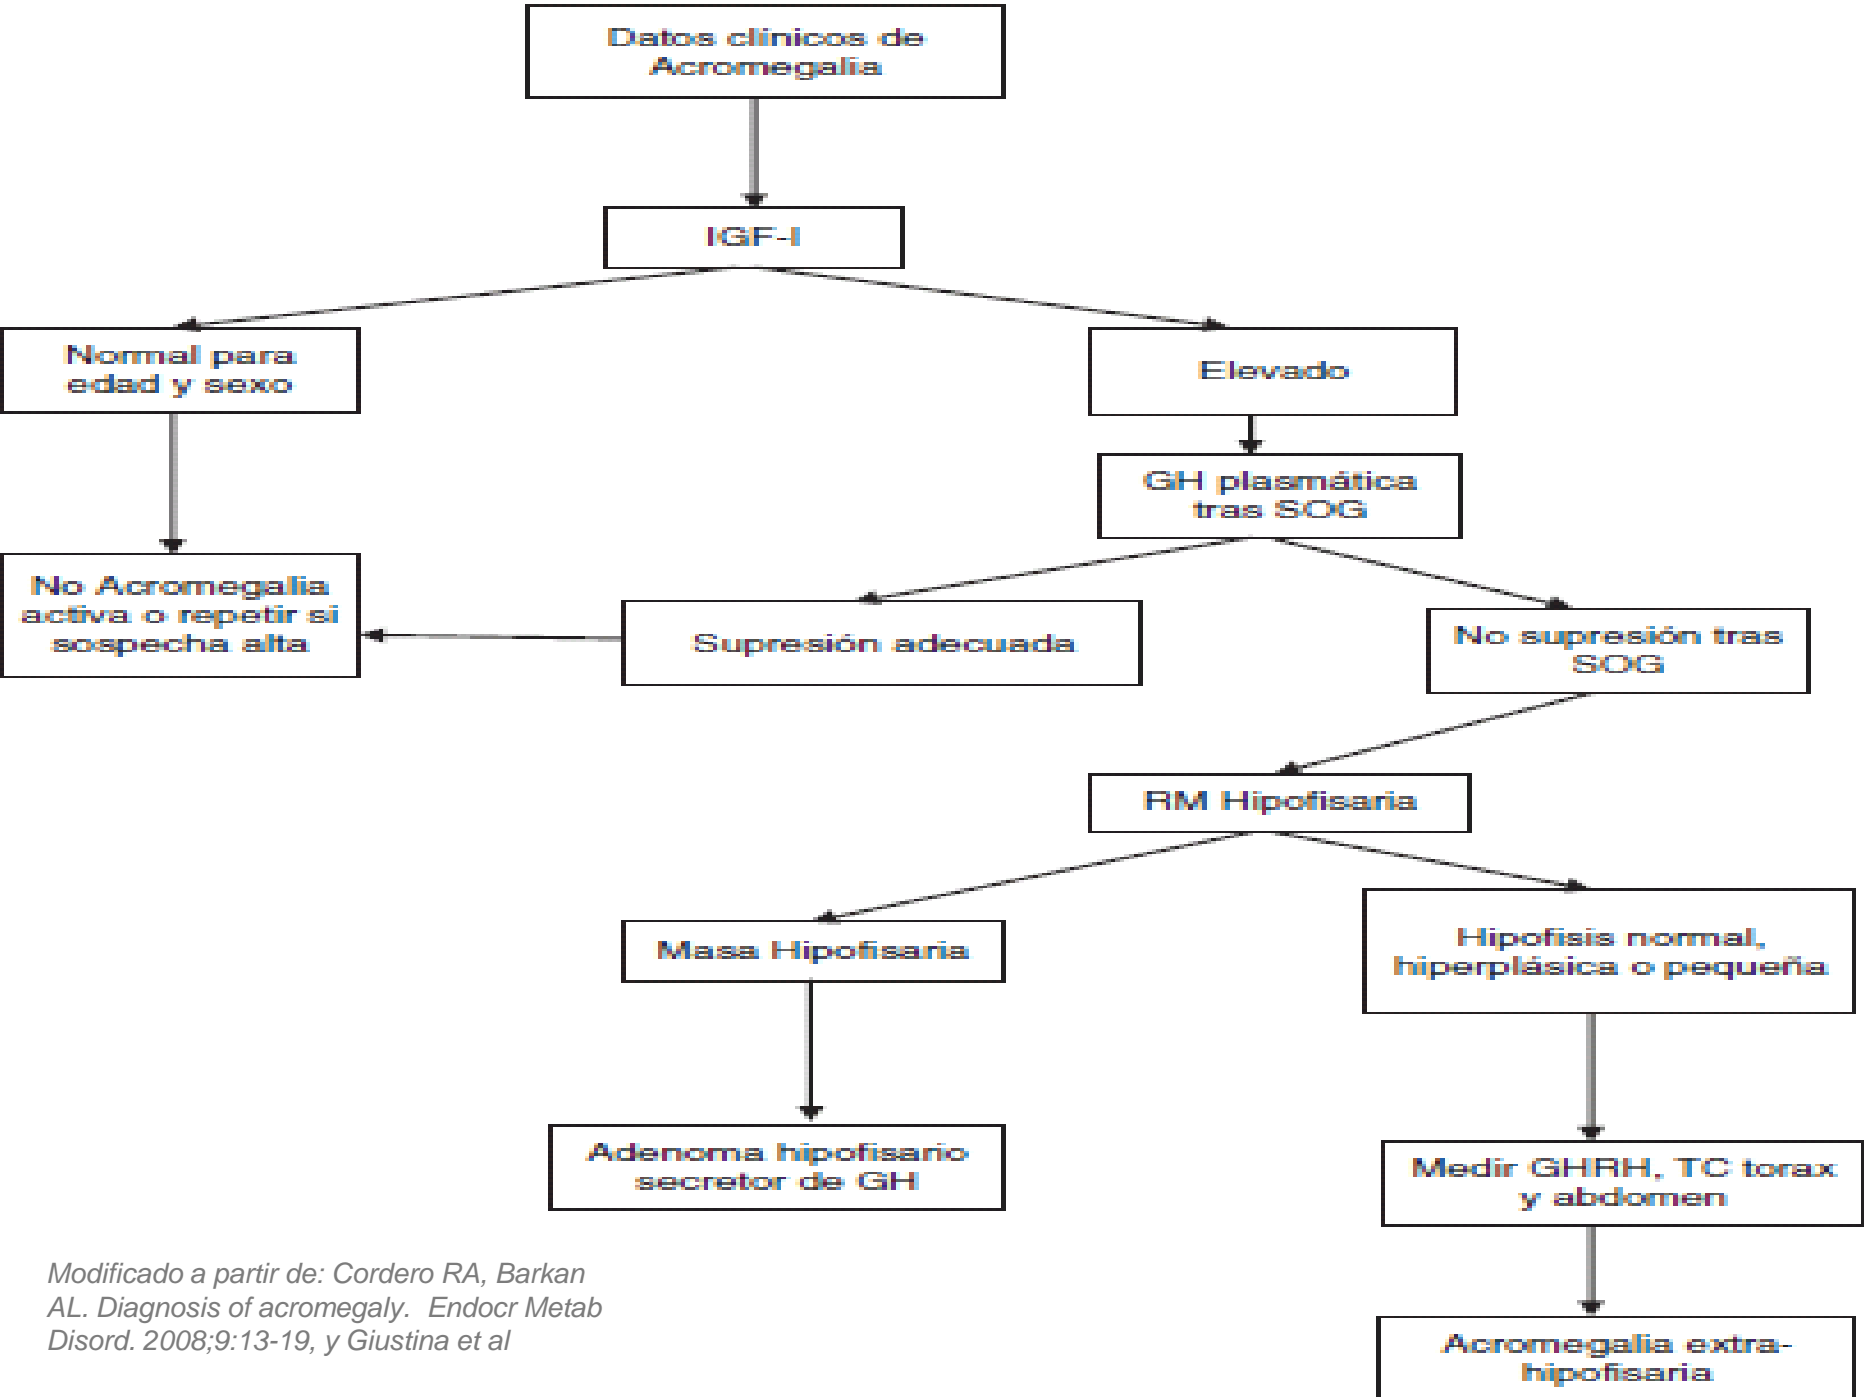 Datos clínicos de
Acromegalia
IGF-I
Normal para
edad y sexo
Elevado
GH plasmática
tras SOG
No Acromegalia
activa o repetir si
sospecha alta
Supresión adecuada
No supresión tras
SOG
RM Hipofisaria
Masa Hipofisaria
Hipofisis normal,
hiperplásica o pequeña
Adenoma hipofisario
secretor de GH
Medir GHRH, TC torax
y abdomen
Acromegalia extra-
hipofisaria
Modificado a partir de: Cordero RA, Barkan
AL. Diagnosis of acromegaly. Endocr Metab
Disord. 2008;9:13-19, y Giustina et al